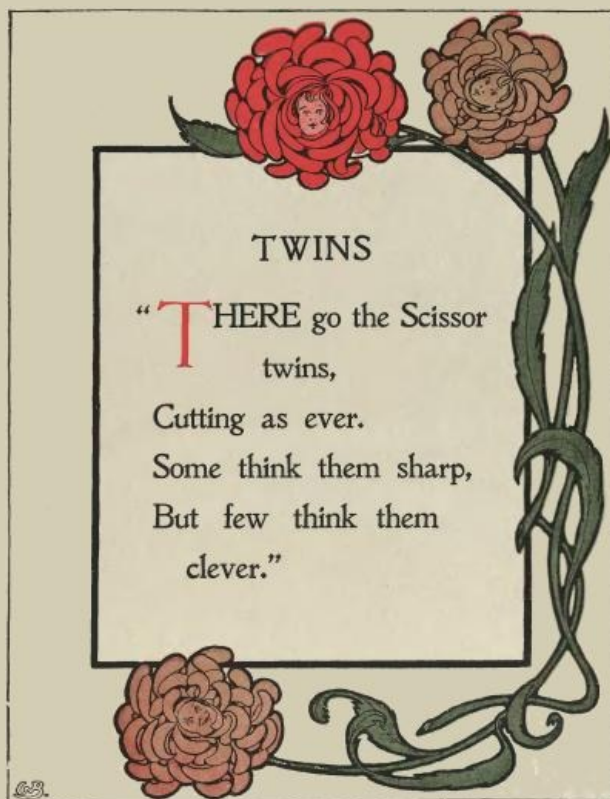 TWINS
“THERE go the Scissor
twins,
Cutting as ever.
Some think them sharp,
But few think them
clever.”